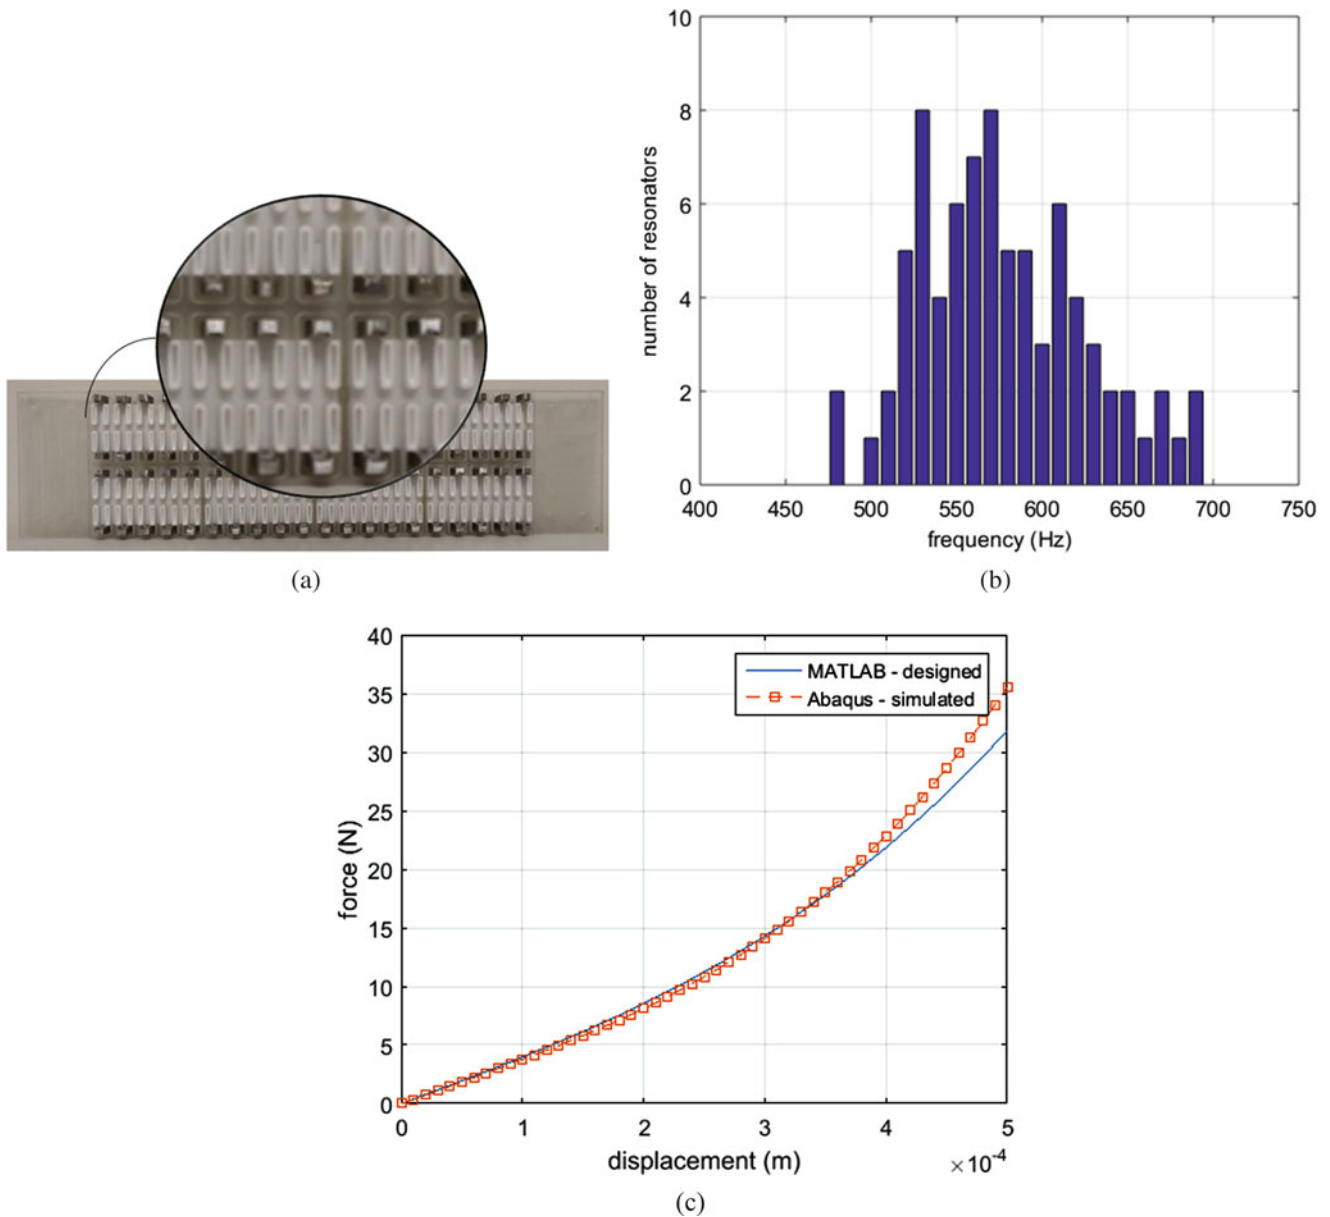 10
8
6
4
2
0
number of resonators
400 450 500 550 600 650 700 750
frequency (Hz)
(a)
(b)
40
35
30
25
20
15
10
5
0
force (N)
MATLAB - designed
Abaqus - simulated
0 1 2 3 4 5
displacement (m)
×10⁻⁴
(c)